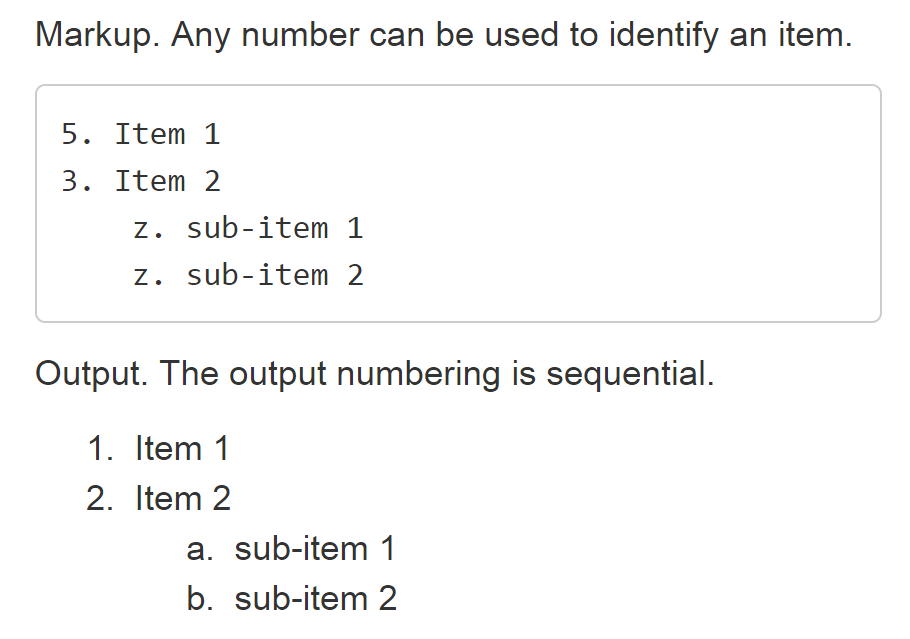 Markup. Any number can be used to identify an item.
5. Item 1
3. Item 2
z. sub-item 1
z. sub-item 2
Output. The output numbering is sequential.
1. Item 1
2. Item 2
a. sub-item 1
b. sub-item 2